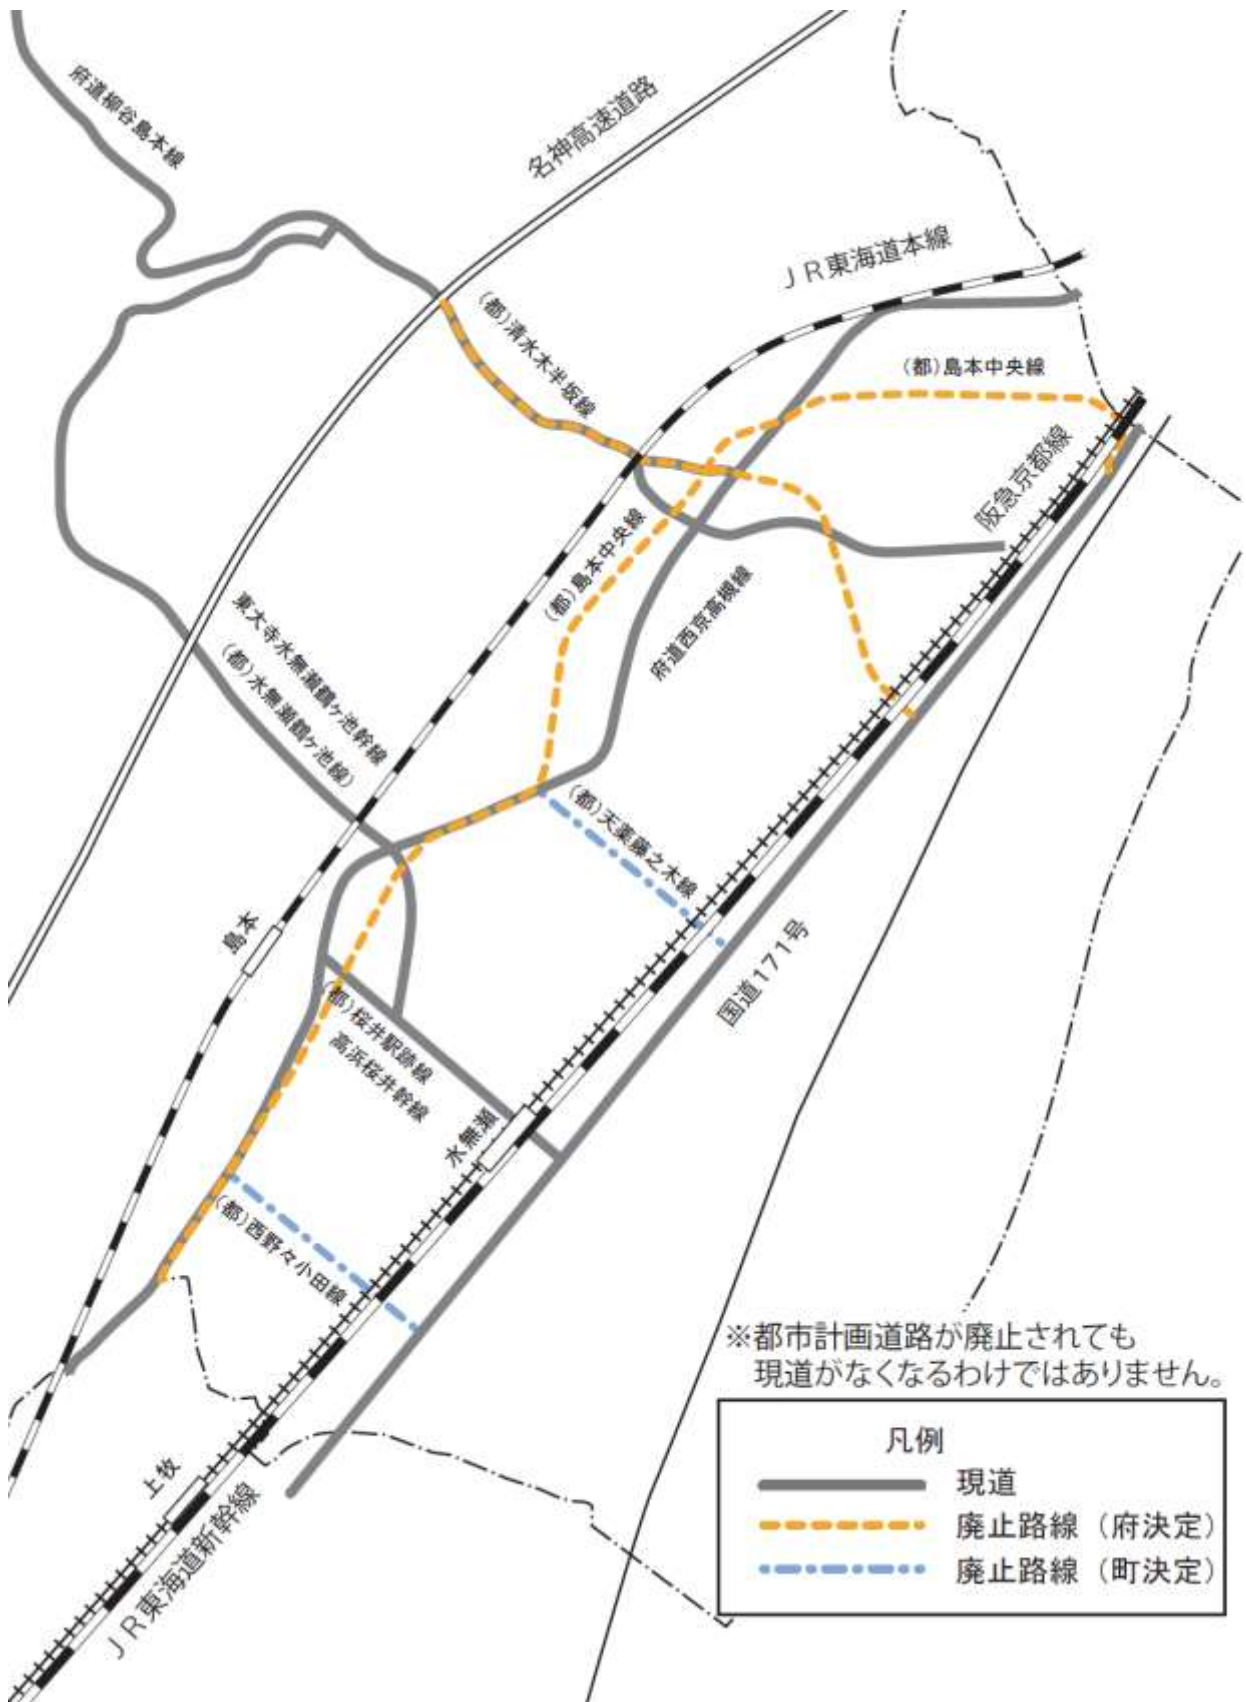 府道柳谷島本線
名神高速道路
JR東海道本線
(都)清水木半坂線
(都)島本中央線
阪急京都線
(都)島本中央線
府道西京高槻線
東大寺水無瀬鶴ヶ池幹線
(都)水無瀬鶴ヶ池線)
(都)天薬藤之木線
島本
国道171号
(都)桜井駅跡線
高浜桜井幹線
水無瀬
(都)西野々小田線
上牧
JR東海道新幹線
※都市計画道路が廃止されても
現道がなくなるわけではありません。
凡例
現道
廃止路線(府決定)
廃止路線(町決定)